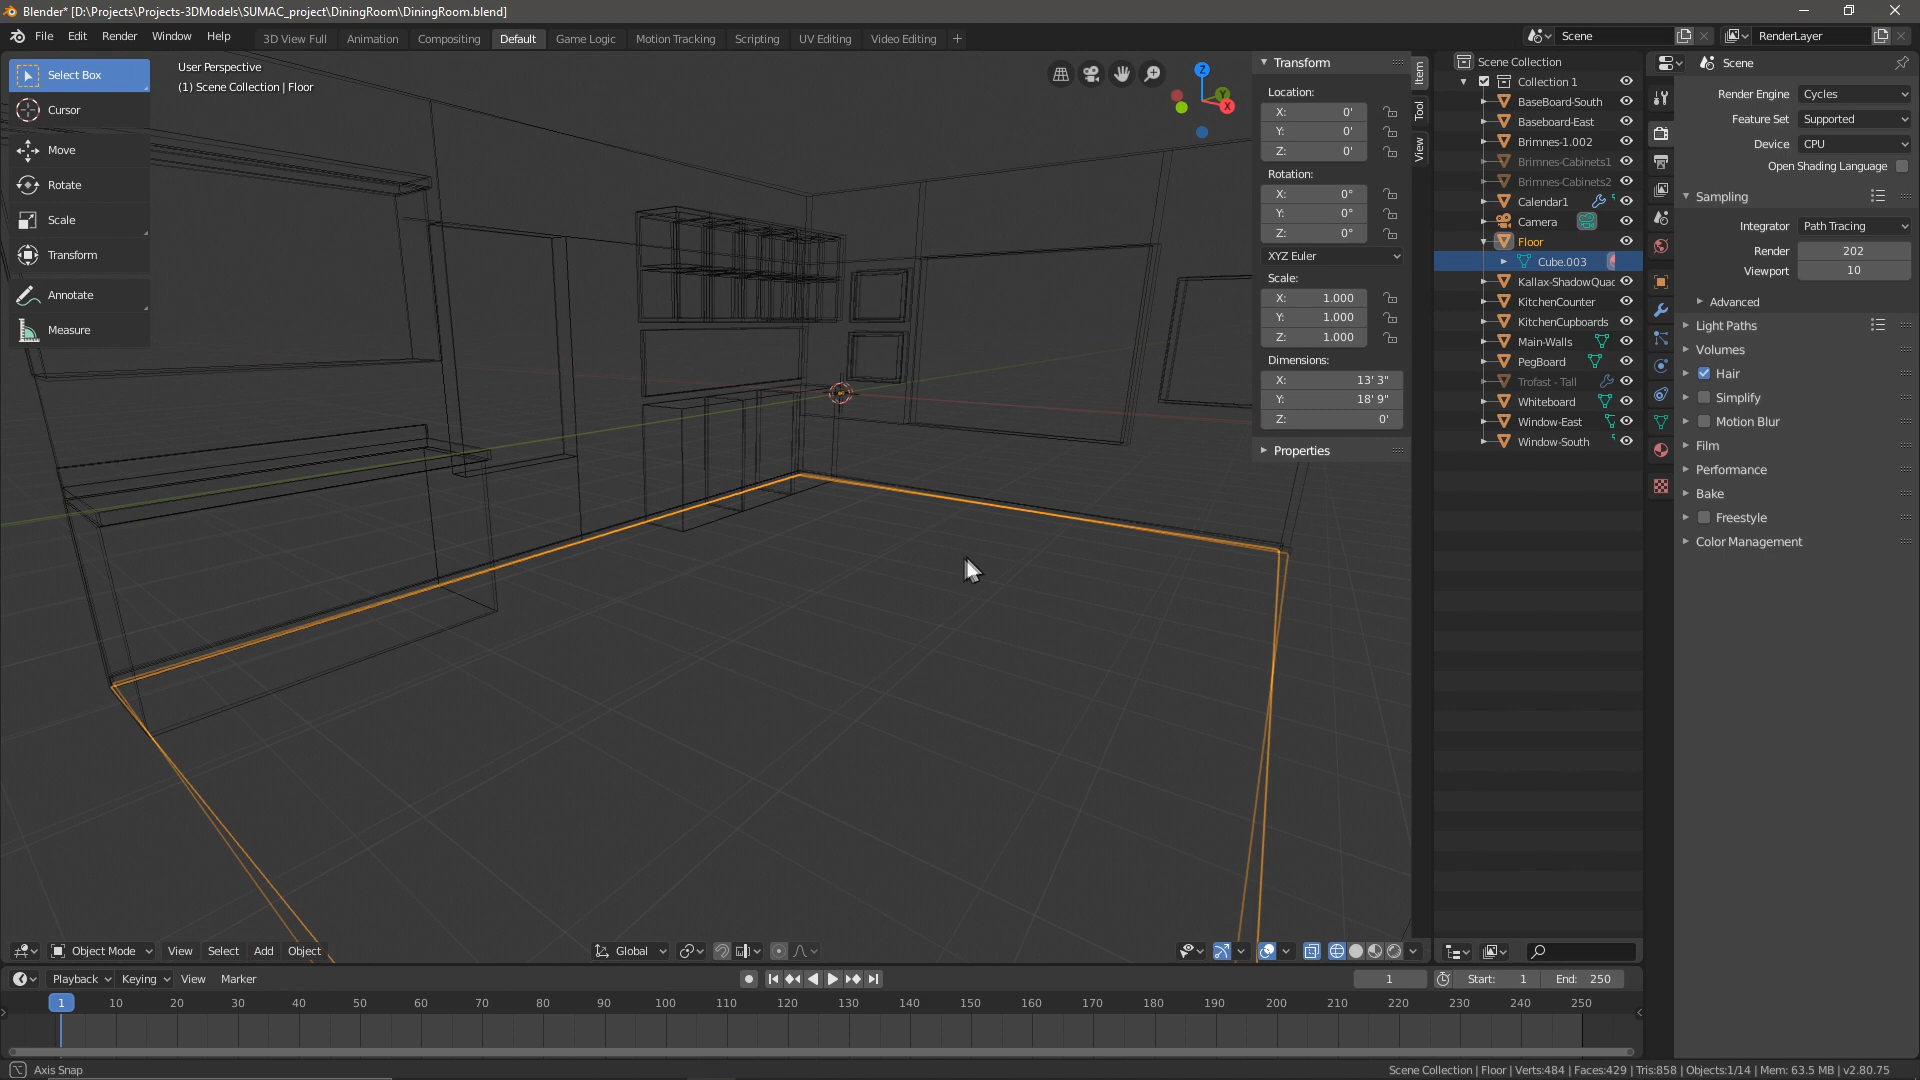 Blender* [D:\Projects\Projects-3DModels\SUMAC_project\DiningRoom\DiningRoom.blend]
File Edit Render Window Help 3D View Full Animation Compositing Default Game Logic Motion Tracking Scripting UV Editing Video Editing + Scene RenderLayer
Select Box
Cursor
Move
Rotate
Scale
Transform
Annotate
Measure
User Perspective
(1) Scene Collection | Floor
Z
Y
X
Transform
Location:
X: 0'
Y: 0'
Z: 0'
Rotation:
X: 0°
Y: 0°
Z: 0°
XYZ Euler
Scale:
X: 1.000
Y: 1.000
Z: 1.000
Dimensions:
X: 13' 3"
Y: 18' 9"
Z: 0'
Properties
Item
Tool
View
Scene Collection
Collection 1
BaseBoard-South
Baseboard-East
Brimnes-1.002
Brimnes-Cabinets1
Brimnes-Cabinets2
Calendar1
Camera
Floor
Cube.003
Kallax-ShadowQuac
KitchenCounter
KitchenCupboards
Main-Walls
PegBoard
Trofast - Tall
Whiteboard
Window-East
Window-South
Scene
Render Engine Cycles
Feature Set Supported
Device CPU
Open Shading Language
Sampling
Integrator Path Tracing
Render 202
Viewport 10
Advanced
Light Paths
Volumes
Hair
Simplify
Motion Blur
Film
Performance
Bake
Freestyle
Color Management
Object Mode View Select Add Object Global
Playback Keying View Marker 1 Start: 1 End: 250
1 10 20 30 40 50 60 70 80 90 100 110 120 130 140 150 160 170 180 190 200 210 220 230 240 250
Axis Snap
Scene Collection | Floor | Verts:484 | Faces:429 | Tris:858 | Objects:1/14 | Mem: 63.5 MB | v2.80.75